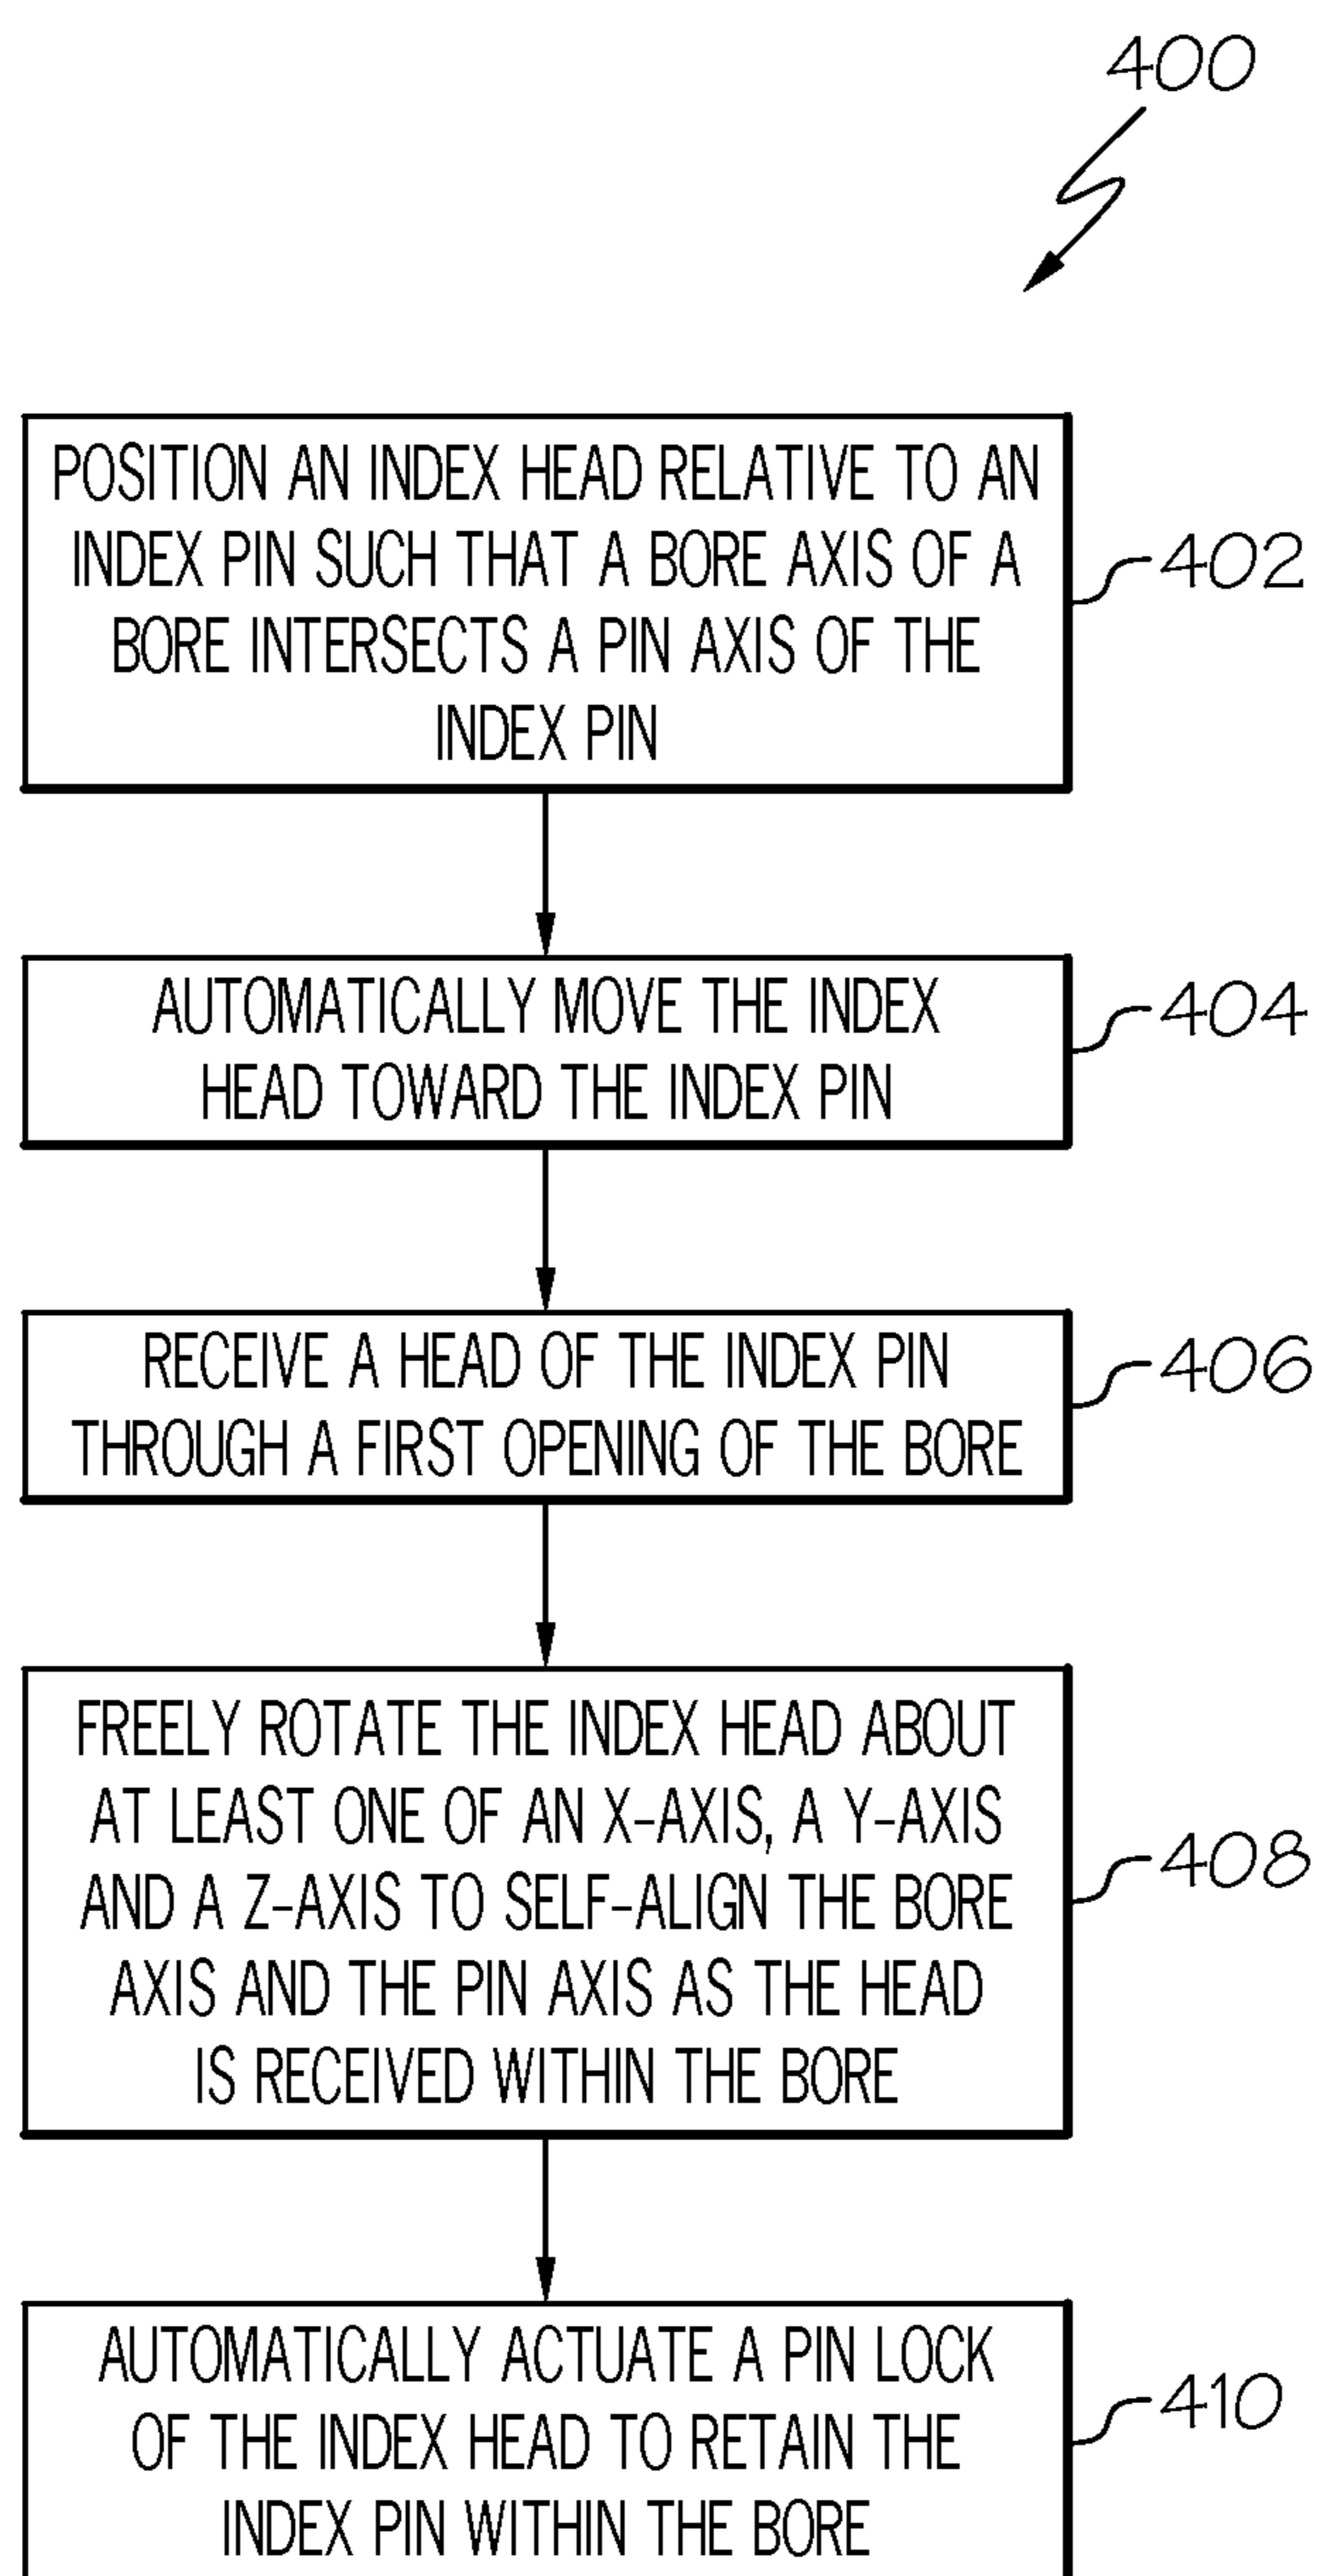 400
POSITION AN INDEX HEAD RELATIVE TO AN
INDEX PIN SUCH THAT A BORE AXIS OF A
BORE INTERSECTS A PIN AXIS OF THE
INDEX PIN
402
AUTOMATICALLY MOVE THE INDEX
HEAD TOWARD THE INDEX PIN
404
RECEIVE A HEAD OF THE INDEX PIN
THROUGH A FIRST OPENING OF THE BORE
406
FREELY ROTATE THE INDEX HEAD ABOUT
AT LEAST ONE OF AN X-AXIS, A Y-AXIS
AND A Z-AXIS TO SELF-ALIGN THE BORE
AXIS AND THE PIN AXIS AS THE HEAD
IS RECEIVED WITHIN THE BORE
408
AUTOMATICALLY ACTUATE A PIN LOCK
OF THE INDEX HEAD TO RETAIN THE
INDEX PIN WITHIN THE BORE
410